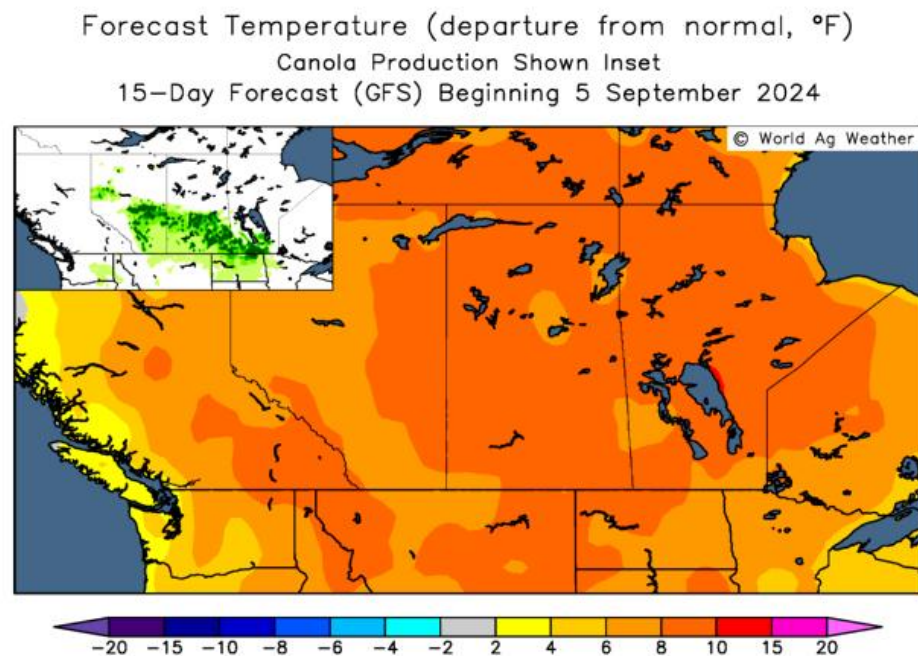 Forecast Temperature (departure from normal, °F)
Canola Production Shown Inset
15-Day Forecast (GFS) Beginning 5 September 2024
© World Ag Weather
-20 -15 -10 -8 -6 -4 -2 2 4 6 8 10 15 20